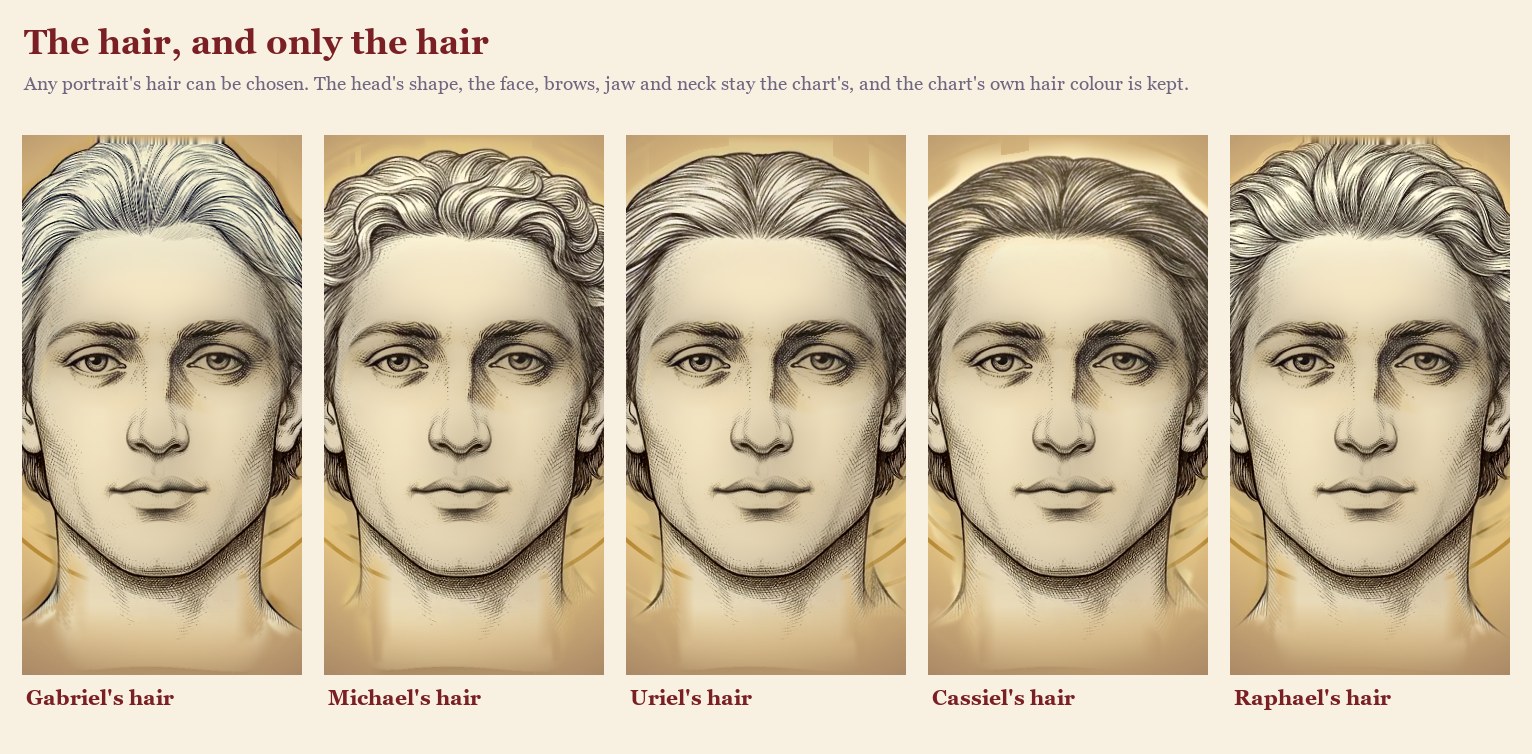 The hair, and only the hair
Any portrait's hair can be chosen. The head's shape, the face, brows, jaw and neck stay the chart's, and the chart's own hair colour is kept.
Gabriel's hair
Michael's hair
Uriel's hair
Cassiel's hair
Raphael's hair